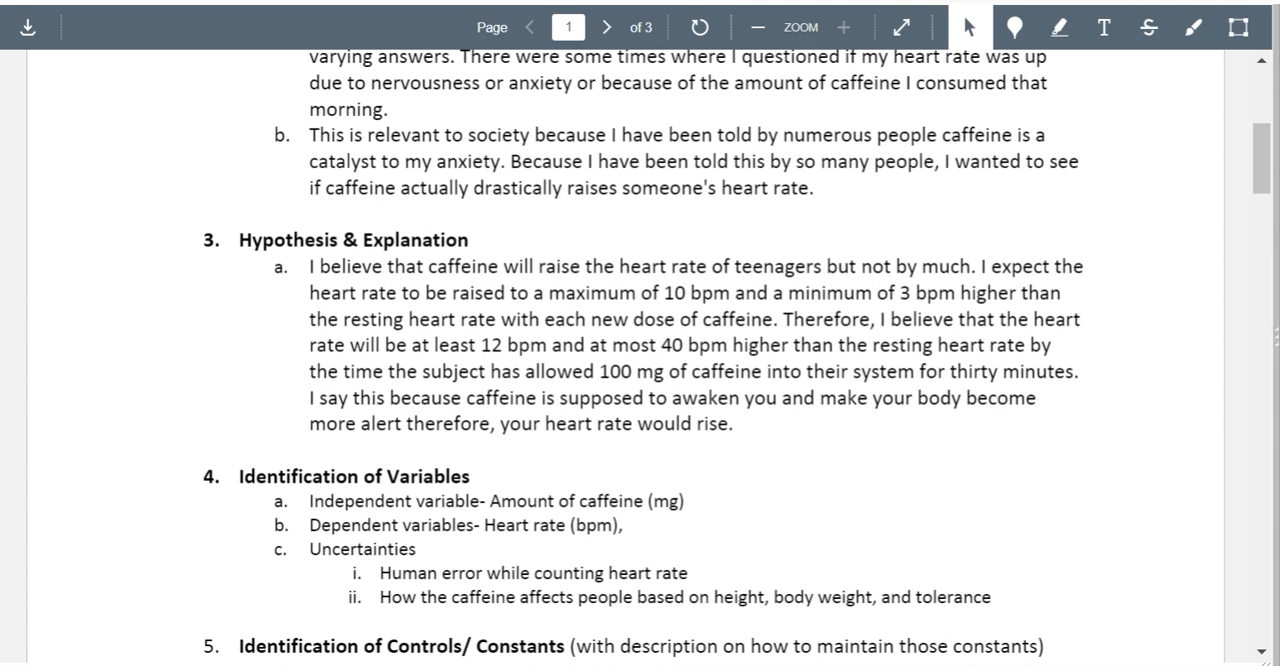 Page 1 of 3 ZOOM T S
varying answers. There were some times where I questioned if my heart rate was up
due to nervousness or anxiety or because of the amount of caffeine I consumed that
morning.
b. This is relevant to society because I have been told by numerous people caffeine is a
catalyst to my anxiety. Because I have been told this by so many people, I wanted to see
if caffeine actually drastically raises someone's heart rate.
3. Hypothesis & Explanation
a. I believe that caffeine will raise the heart rate of teenagers but not by much. I expect the
heart rate to be raised to a maximum of 10 bpm and a minimum of 3 bpm higher than
the resting heart rate with each new dose of caffeine. Therefore, I believe that the heart
rate will be at least 12 bpm and at most 40 bpm higher than the resting heart rate by
the time the subject has allowed 100 mg of caffeine into their system for thirty minutes.
I say this because caffeine is supposed to awaken you and make your body become
more alert therefore, your heart rate would rise.
4. Identification of Variables
a. Independent variable- Amount of caffeine (mg)
b. Dependent variables- Heart rate (bpm),
c. Uncertainties
i. Human error while counting heart rate
ii. How the caffeine affects people based on height, body weight, and tolerance
5. Identification of Controls/ Constants (with description on how to maintain those constants)